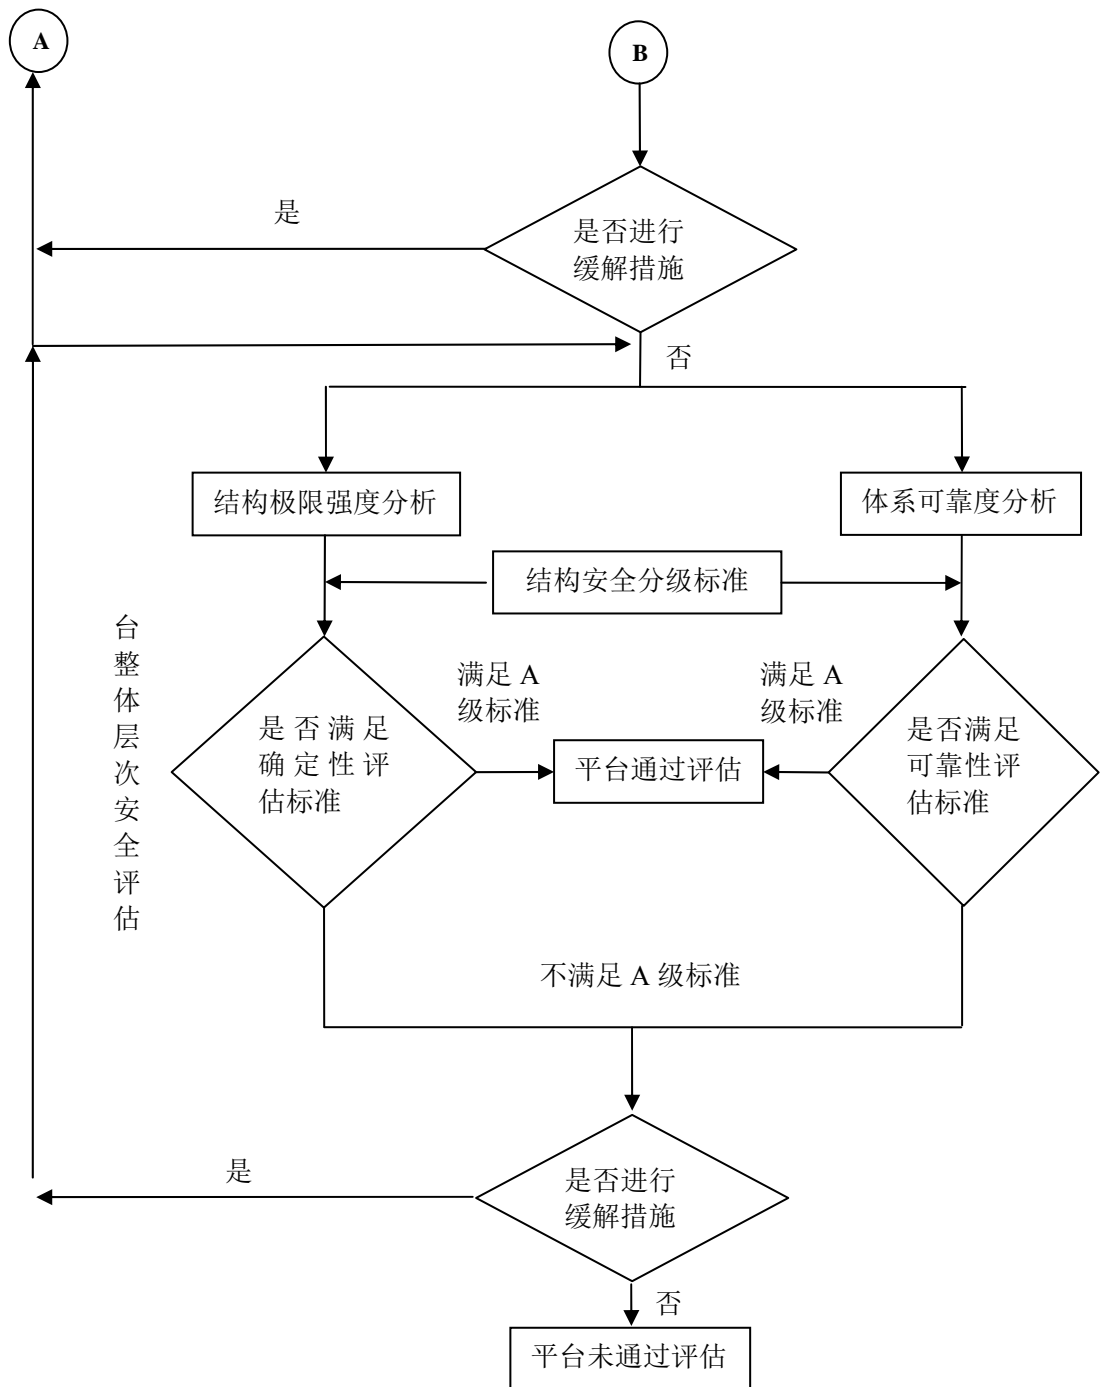 A
B
是
是否进行
缓解措施
否
结构极限强度分析
体系可靠度分析
结构安全分级标准
台整体层次安全评估
满足 A
级标准
满足 A
级标准
是否满足
确定性评
估标准
平台通过评估
是否满足
可靠性评
估标准
不满足 A 级标准
是
是否进行
缓解措施
否
平台未通过评估